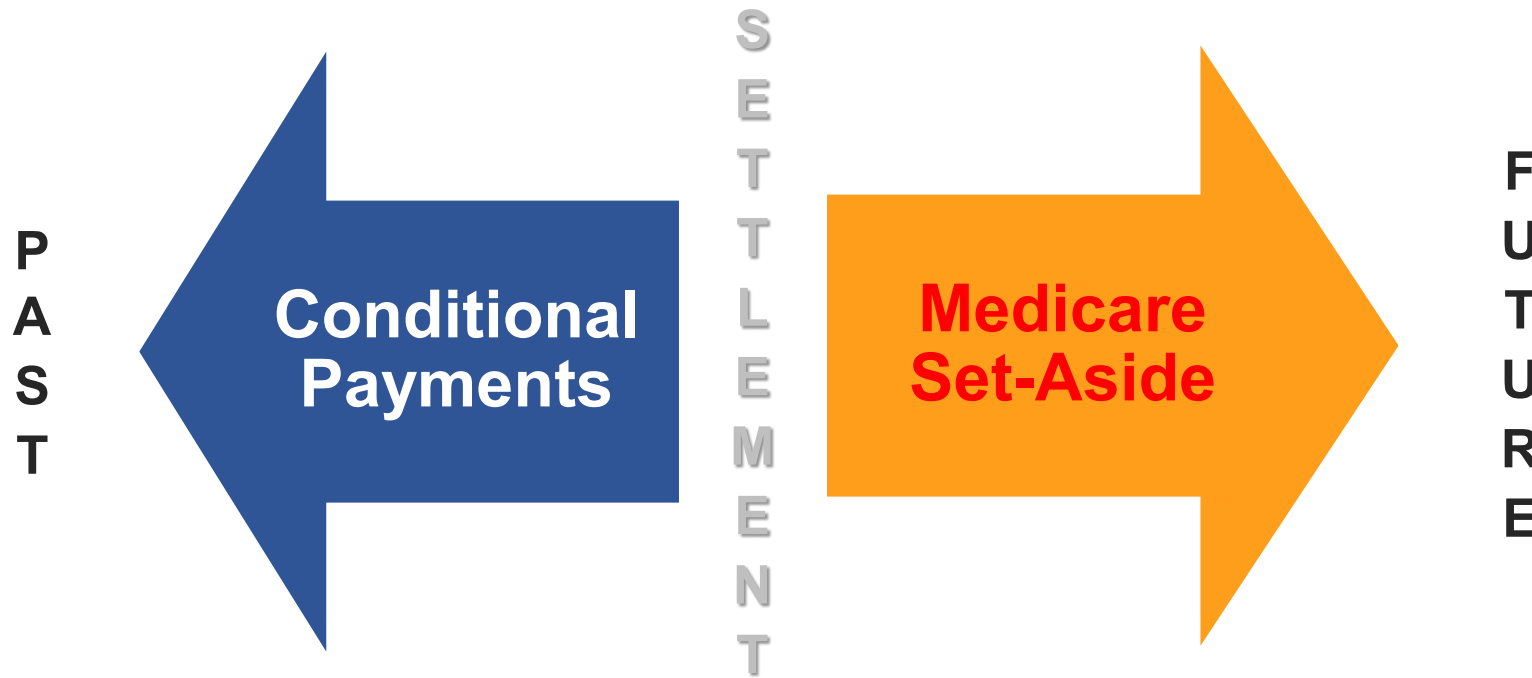 PAST
Conditional
Payments
SETTLEMENT
Medicare
Set-Aside
FUTURE